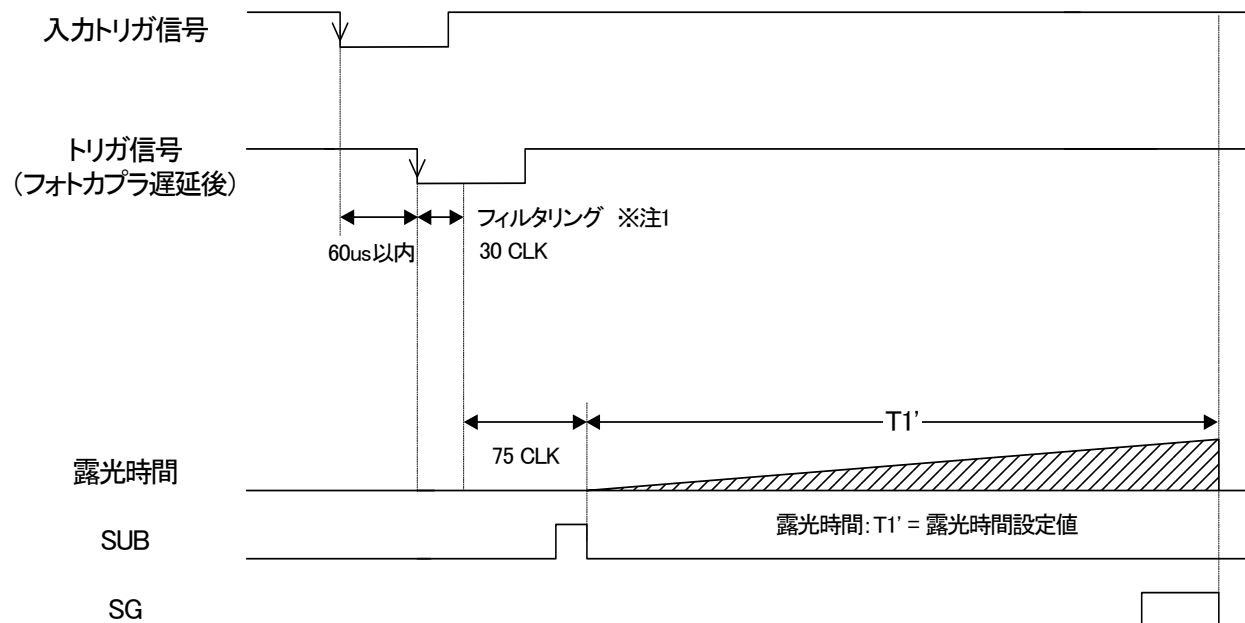 入力トリガ信号
トリガ信号
(フォトカプラ遅延後)
フィルタリング ※注1
60us以内
30 CLK
T1'
75 CLK
露光時間
露光時間:T1' = 露光時間設定値
SUB
SG